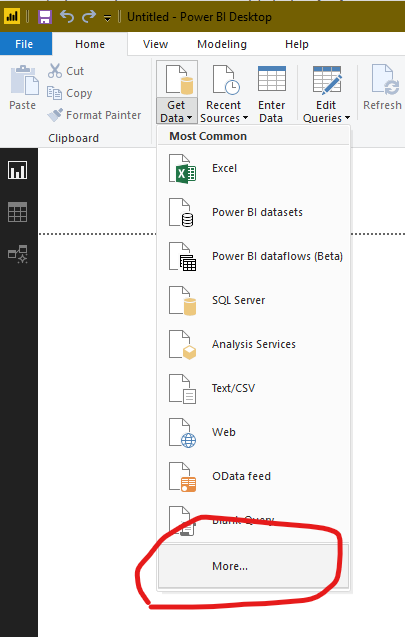 Untitled - Power BI Desktop
File Home View Modeling Help
Paste
Cut
Copy
Format Painter
Clipboard
Get Data
Recent Sources
Enter Data
Edit Queries
Refresh
Most Common
Excel
Power BI datasets
Power BI dataflows (Beta)
SQL Server
Analysis Services
Text/CSV
Web
OData feed
Blank Query
More...